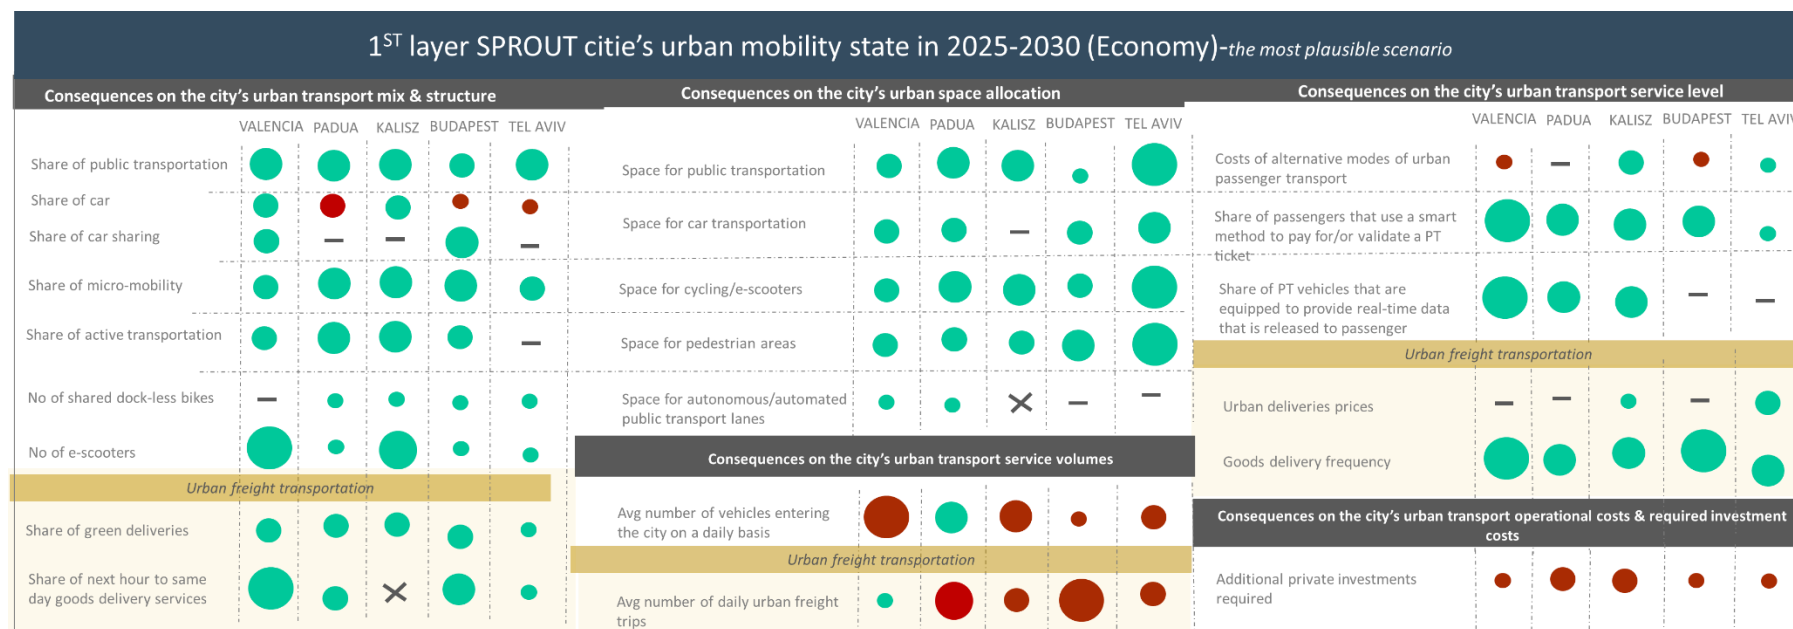 1ST layer SPROUT citie's urban mobility state in 2025-2030 (Economy)-the most plausible scenario
Consequences on the city's urban transport mix & structure
VALENCIA PADUA KALISZ BUDAPEST TEL AVIV
Share of public transportation
Share of car
Share of car sharing
Share of micro-mobility
Share of active transportation
No of shared dock-less bikes
No of e-scooters
Urban freight transportation
Share of green deliveries
Share of next hour to same
day goods delivery services
Consequences on the city's urban space allocation
VALENCIA PADUA KALISZ BUDAPEST TEL AVIV
Space for public transportation
Space for car transportation
Space for cycling/e-scooters
Space for pedestrian areas
Space for autonomous/automated
public transport lanes
Consequences on the city's urban transport service volumes
Avg number of vehicles entering
the city on a daily basis
Urban freight transportation
Avg number of daily urban freight
trips
Consequences on the city's urban transport service level
VALENCIA PADUA KALISZ BUDAPEST TEL AVIV
Costs of alternative modes of urban
passenger transport
Share of passengers that use a smart
method to pay for/or validate a PT
ticket
Share of PT vehicles that are
equipped to provide real-time data
that is released to passenger
Urban freight transportation
Urban deliveries prices
Goods delivery frequency
Consequences on the city's urban transport operational costs & required investment
costs
Additional private investments
required